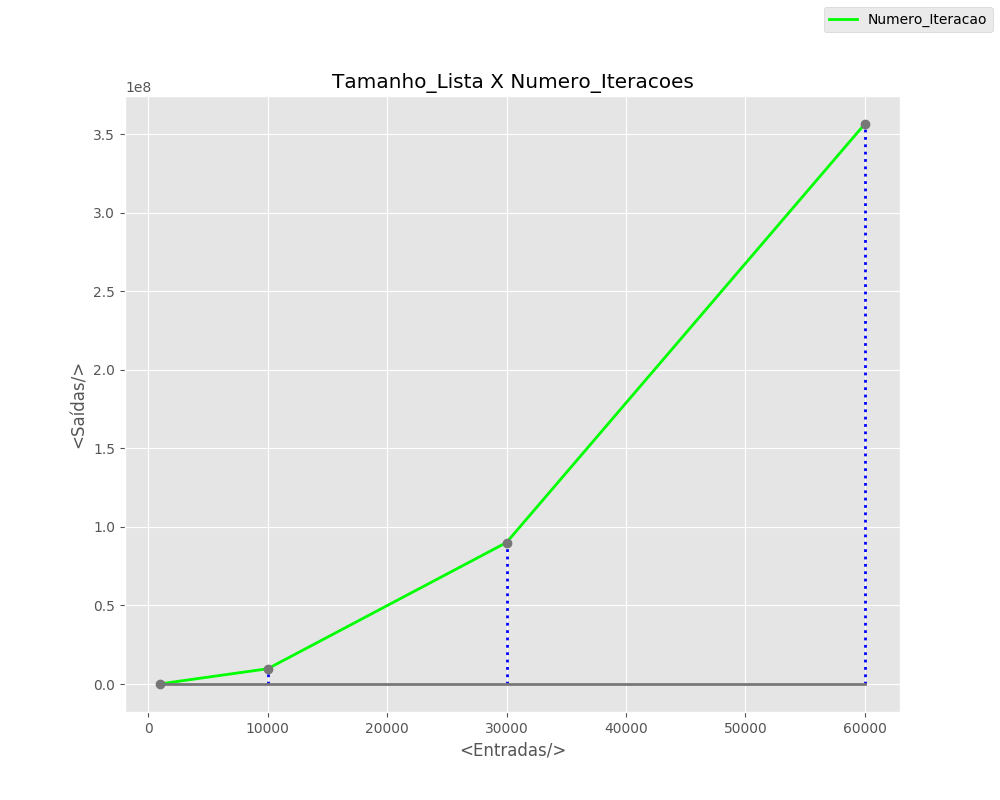 Numero_Iteracao
Tamanho_Lista X Numero_Iteracoes
1e8
3.5
3.0
2.5
2.0
1.5
1.0
0.5
0.0
<Saídas/>
0 10000 20000 30000 40000 50000 60000
<Entradas/>